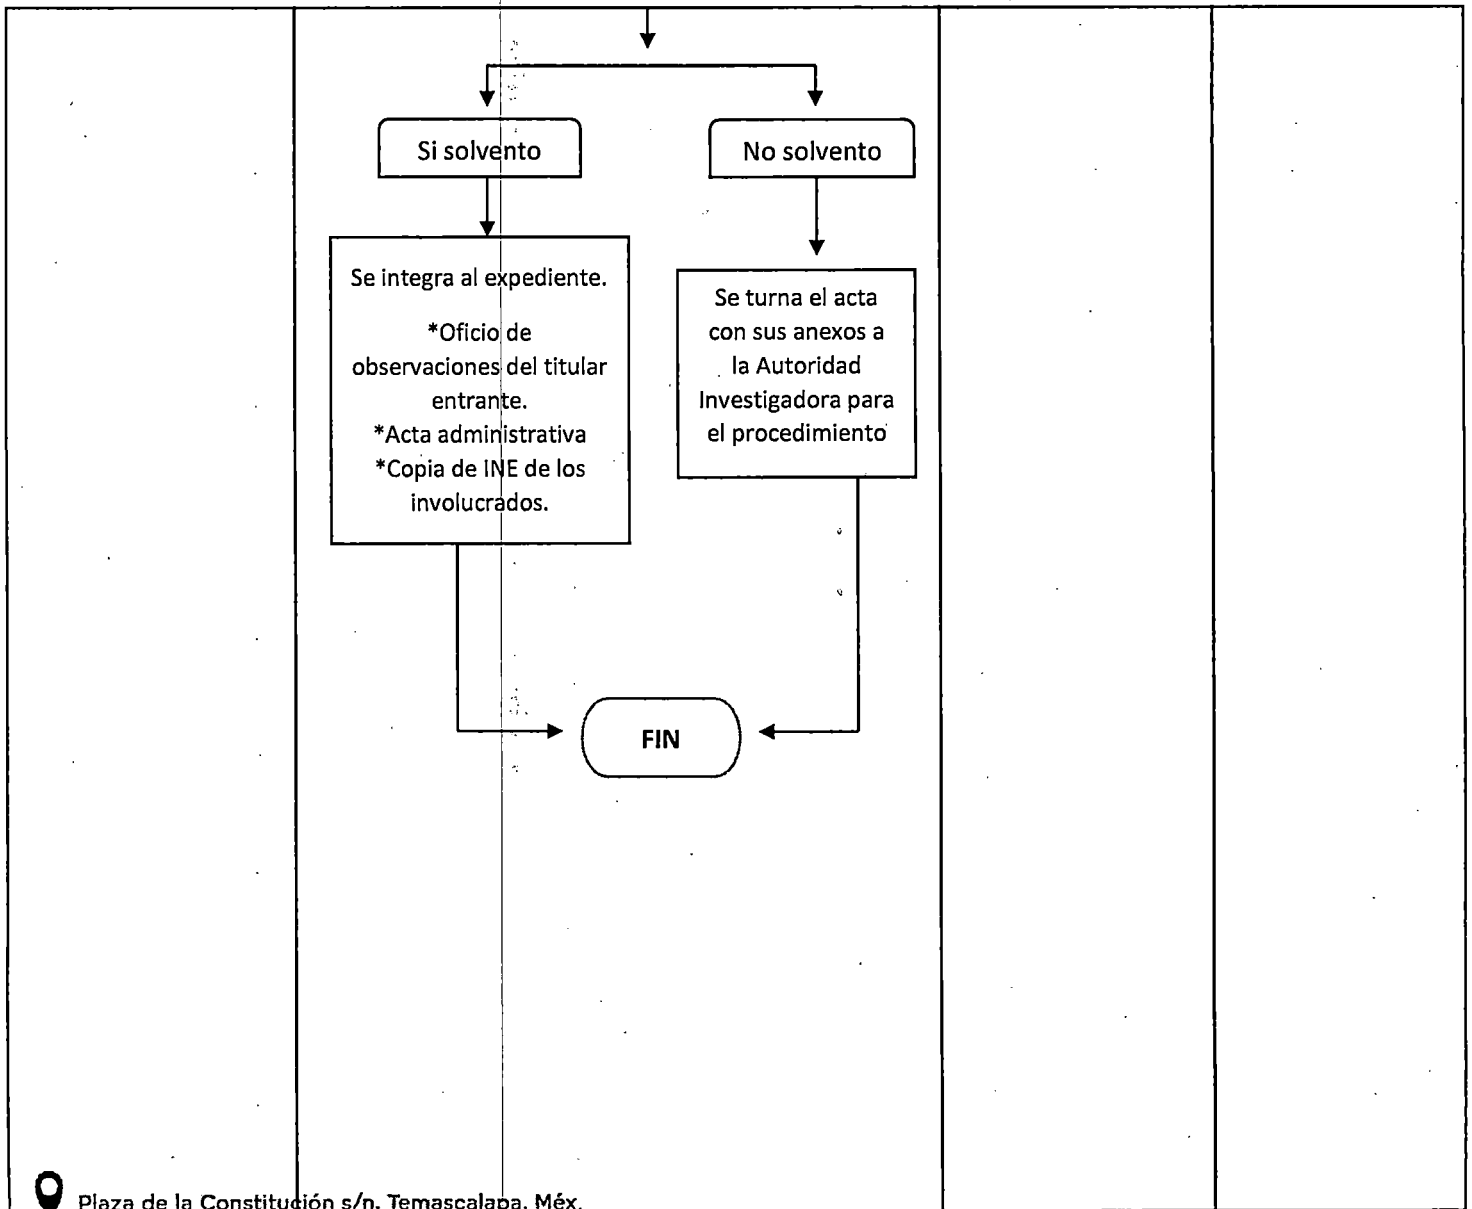 Si solvento
No solvento
Se integra al expediente.
*Oficio de
observaciones del titular
entrante.
*Acta administrativa
*Copia de INE de los
involucrados.
Se turna el acta
con sus anexos a
la Autoridad
Investigadora para
el procedimiento
FIN
Plaza de la Constitución s/n. Temascalapa. Méx.